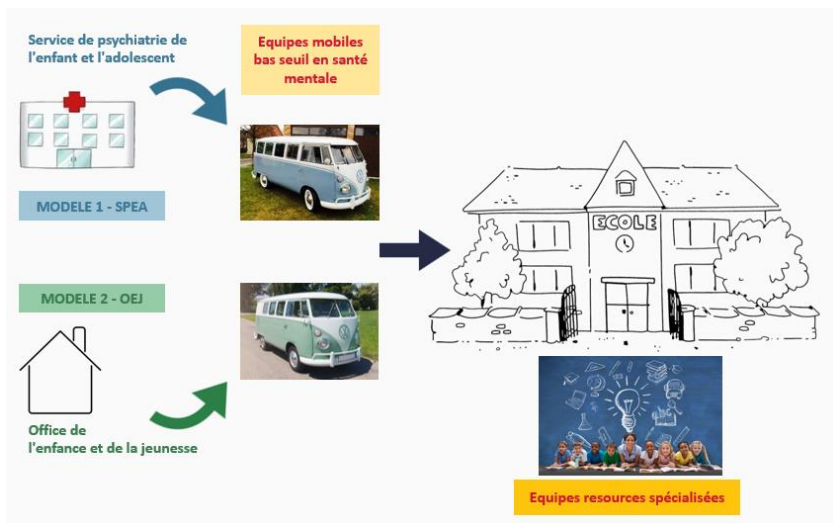 Service de psychiatrie de
l'enfant et l'adolescent
Equipes mobiles
bas seuil en santé
mentale
MODELE 1 - SPEA
ECOLE
MODELE 2 - OEJ
Office de
l'enfance et de la jeunesse
Equipes resources spécialisées